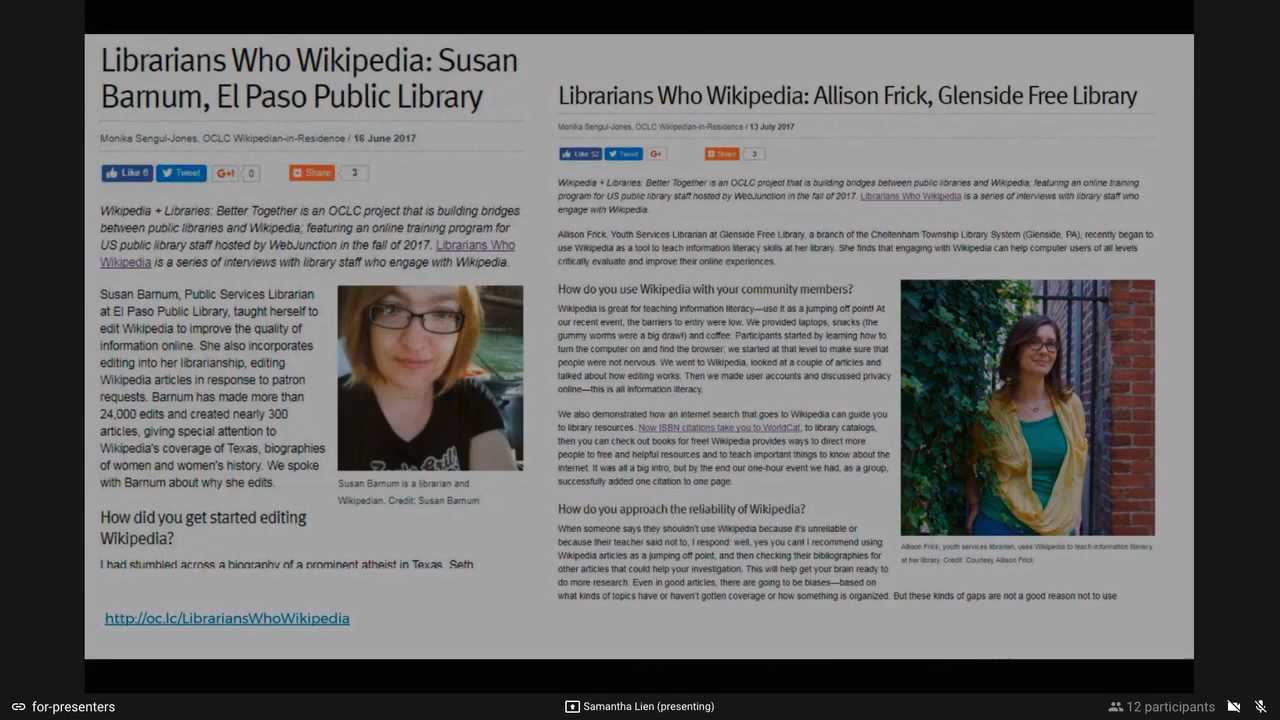 Librarians Who Wikipedia: Susan
Barnum, El Paso Public Library
Monika Sengul-Jones, OCLC Wikipedian-in-Residence / 16 June 2017
Like 6 Tweet G+1 0 Share 3
Wikipedia + Libraries: Better Together is an OCLC project that is building bridges
between public libraries and Wikipedia; featuring an online training program for
US public library staff hosted by WebJunction in the fall of 2017. Librarians Who
Wikipedia is a series of interviews with library staff who engage with Wikipedia.
Susan Barnum, Public Services Librarian
at El Paso Public Library, taught herself to
edit Wikipedia to improve the quality of
information online. She also incorporates
editing into her librarianship, editing
Wikipedia articles in response to patron
requests. Barnum has made more than
24,000 edits and created nearly 300
articles, giving special attention to
Wikipedia's coverage of Texas, biographies
of women and women's history. We spoke
with Barnum about why she edits.
Susan Barnum is a librarian and
Wikipedian. Credit: Susan Barnum
How did you get started editing
Wikipedia?
I had stumbled across a biography of a prominent atheist in Texas, Seth
http://oc.lc/LibrariansWhoWikipedia
Librarians Who Wikipedia: Allison Frick, Glenside Free Library
Monika Sengul-Jones, OCLC Wikipedian-in-Residence / 13 July 2017
Like 52 Tweet G+ Share 3
Wikipedia + Libraries: Better Together is an OCLC project that is building bridges between public libraries and Wikipedia; featuring an online training
program for US public library staff hosted by WebJunction in the fall of 2017. Librarians Who Wikipedia is a series of interviews with library staff who
engage with Wikipedia.
Allison Frick, Youth Services Librarian at Glenside Free Library, a branch of the Cheltenham Township Library System (Glenside, PA), recently began to
use Wikipedia as a tool to teach information literacy skills at her library. She finds that engaging with Wikipedia can help computer users of all levels
critically evaluate and improve their online experiences.
How do you use Wikipedia with your community members?
Wikipedia is great for teaching information literacy—use it as a jumping off point! At
our recent event, the barriers to entry were low. We provided laptops, snacks (the
gummy worms were a big draw!) and coffee. Participants started by learning how to
turn the computer on and find the browser; we started at that level to make sure that
people were not nervous. We went to Wikipedia, looked at a couple of articles and
talked about how editing works. Then we made user accounts and discussed privacy
online—this is all information literacy.
We also demonstrated how an internet search that goes to Wikipedia can guide you
to library resources. Now ISBN citations take you to WorldCat, to library catalogs,
then you can check out books for free! Wikipedia provides ways to direct more
people to free and helpful resources and to teach important things to know about the
internet. It was all a big intro, but by the end our one-hour event we had, as a group,
successfully added one citation to one page.
How do you approach the reliability of Wikipedia?
When someone says they shouldn't use Wikipedia because it's unreliable or
because their teacher said not to, I respond: well, yes you can! I recommend using
Wikipedia articles as a jumping off point, and then checking their bibliographies for
other articles that could help your investigation. This will help get your brain ready to
do more research. Even in good articles, there are going to be biases—based on
what kinds of topics have or haven't gotten coverage or how something is organized. But these kinds of gaps are not a good reason not to use
Allison Frick, youth services librarian, uses Wikipedia to teach information literacy
at her library. Credit: Courtesy Allison Frick
for-presenters
Samantha Lien (presenting)
12 participants